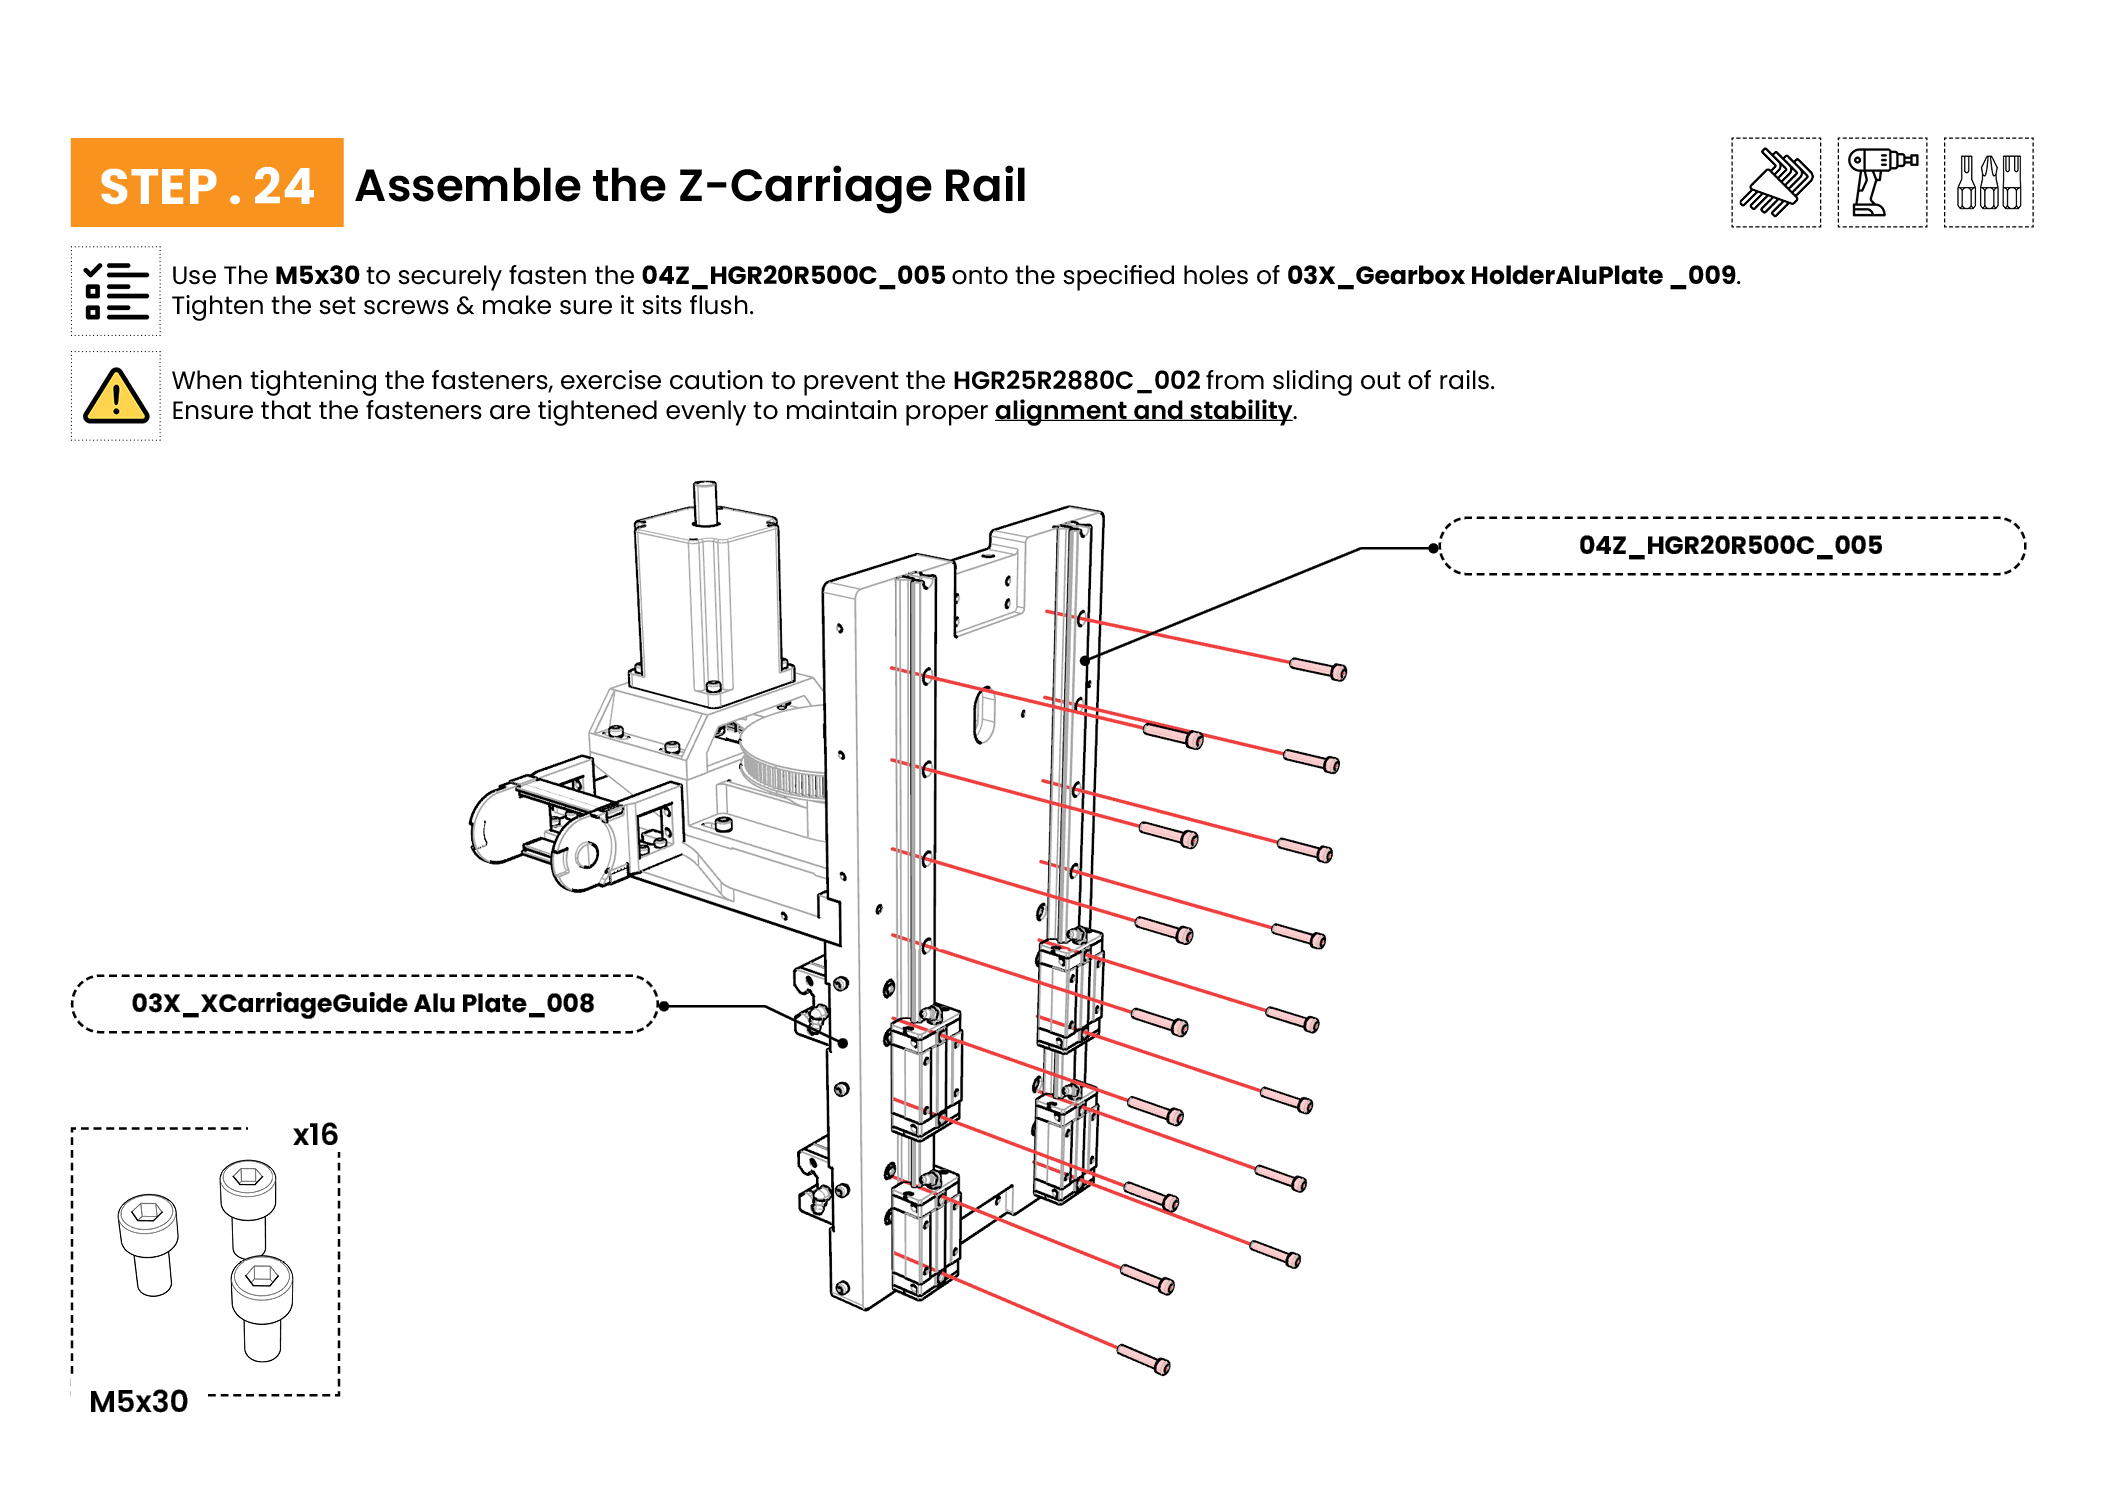 STEP . 24 Assemble the Z-Carriage Rail
Use The M5x30 to securely fasten the 04Z_HGR20R500C_005 onto the specified holes of 03X_Gearbox HolderAluPlate _009.
Tighten the set screws & make sure it sits flush.
When tightening the fasteners, exercise caution to prevent the HGR25R2880C_002 from sliding out of rails.
Ensure that the fasteners are tightened evenly to maintain proper alignment and stability.
04Z_HGR20R500C_005
03X_XCarriageGuide Alu Plate_008
x16
M5x30